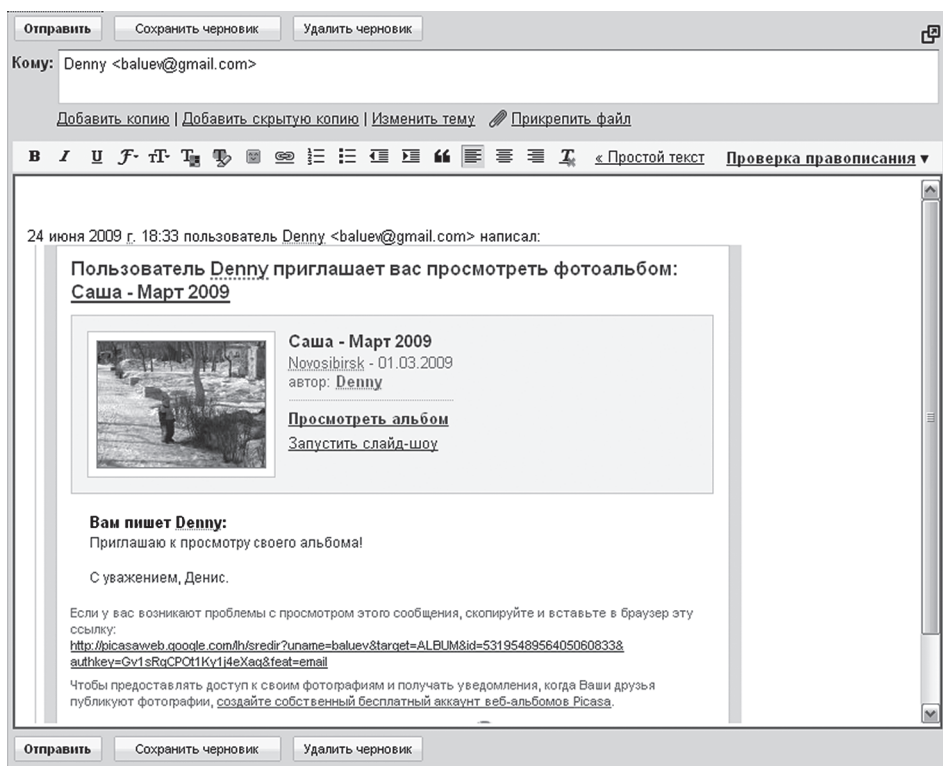 Отправить Сохранить черновик Удалить черновик
Кому: Denny <baluev@gmail.com>
Добавить копию | Добавить скрытую копию | Изменить тему Прикрепить файл
B I U « Простой текст Проверка правописания ▾
24 июня 2009 г. 18:33 пользователь Denny <baluev@gmail.com> написал:
Пользователь Denny приглашает вас просмотреть фотоальбом:
Саша - Март 2009
Саша - Март 2009
Novosibirsk - 01.03.2009
автор: Denny
Просмотреть альбом
Запустить слайд-шоу
Вам пишет Denny:
Приглашаю к просмотру своего альбома!
С уважением, Денис.
Если у вас возникают проблемы с просмотром этого сообщения, скопируйте и вставьте в браузер эту
ссылку:
http://picasaweb.google.com/lh/sredir?uname=baluev&target=ALBUM&id=5319548956405060833&
authkey=Gv1sRgCPOt1Ky1j4eXaq&feat=email
Чтобы предоставлять доступ к своим фотографиям и получать уведомления, когда Ваши друзья
публикуют фотографии, создайте собственный бесплатный аккаунт веб-альбомов Picasa.
Отправить Сохранить черновик Удалить черновик